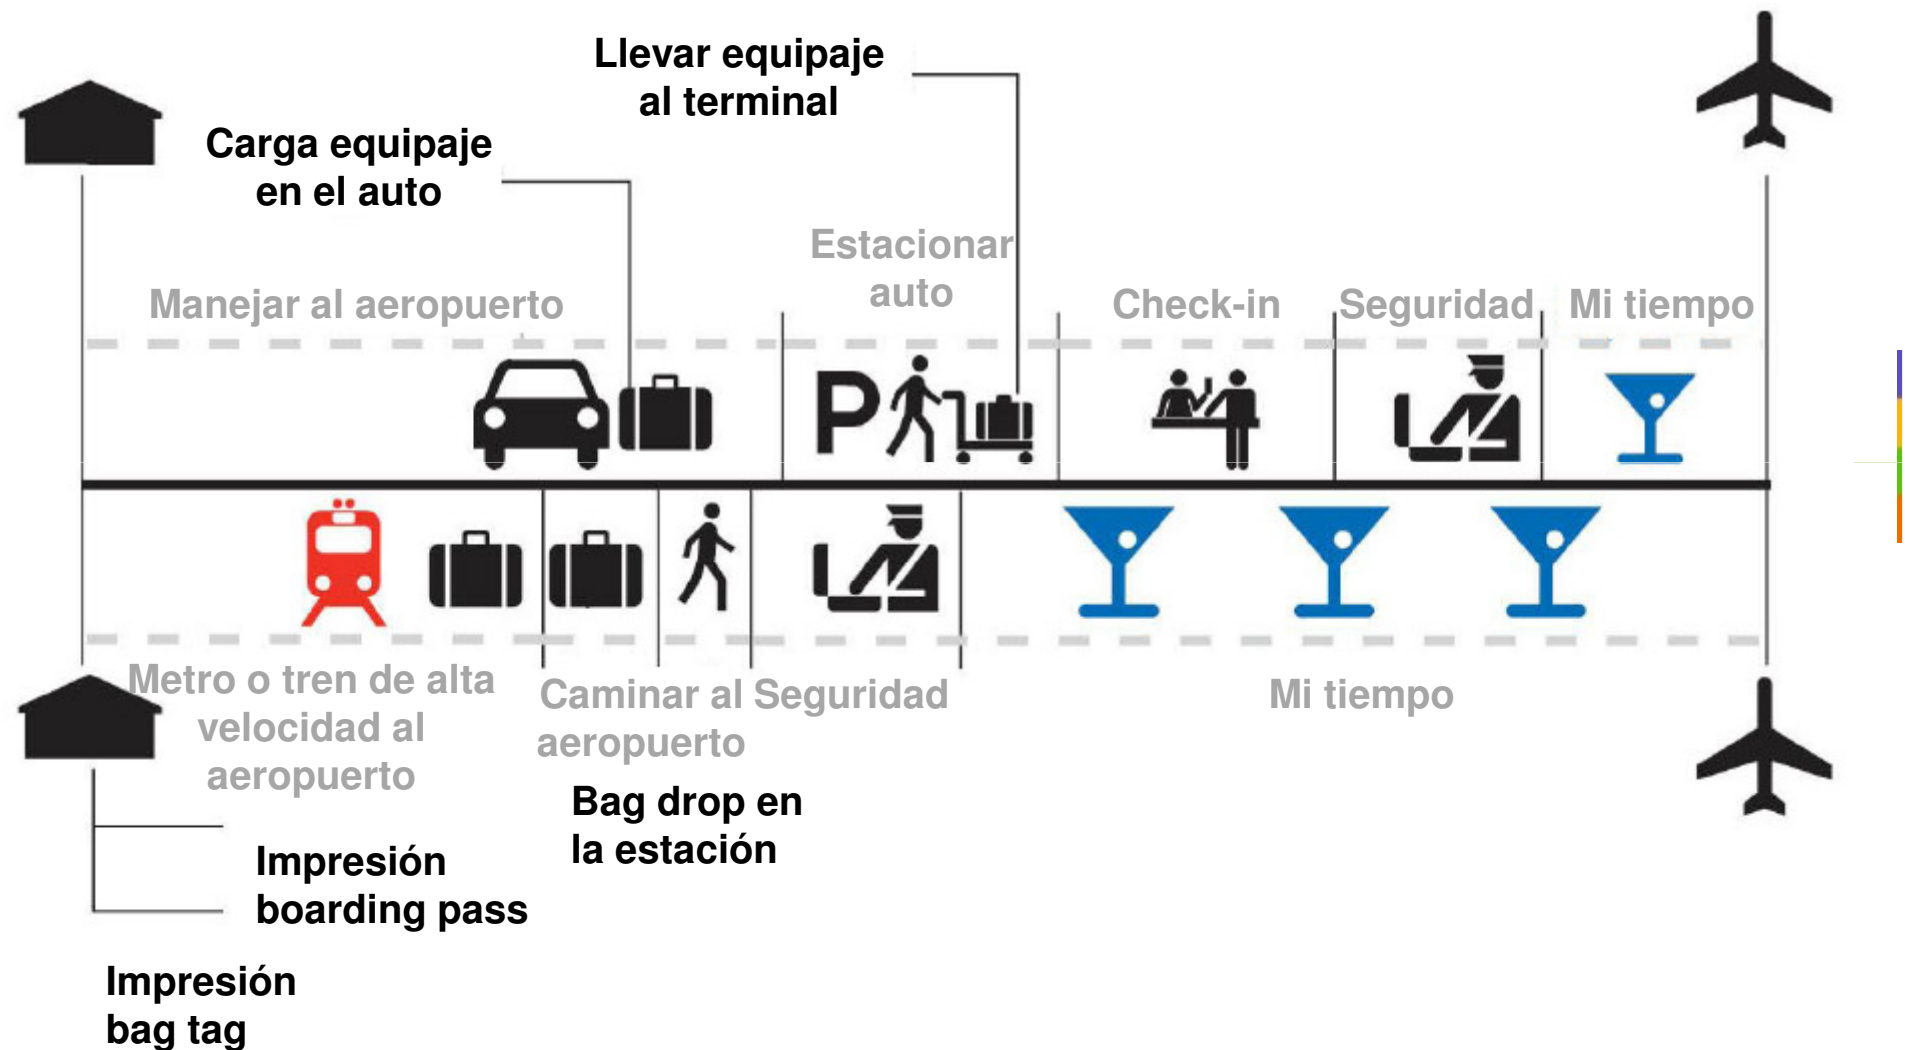 Llevar equipaje
al terminal
Carga equipaje
en el auto
Estacionar
auto
Manejar al aeropuerto
Check-in
Seguridad
Mi tiempo
P
Metro o tren de alta
velocidad al
aeropuerto
Caminar al
aeropuerto
Seguridad
Mi tiempo
Bag drop en
la estación
Impresión
boarding pass
Impresión
bag tag